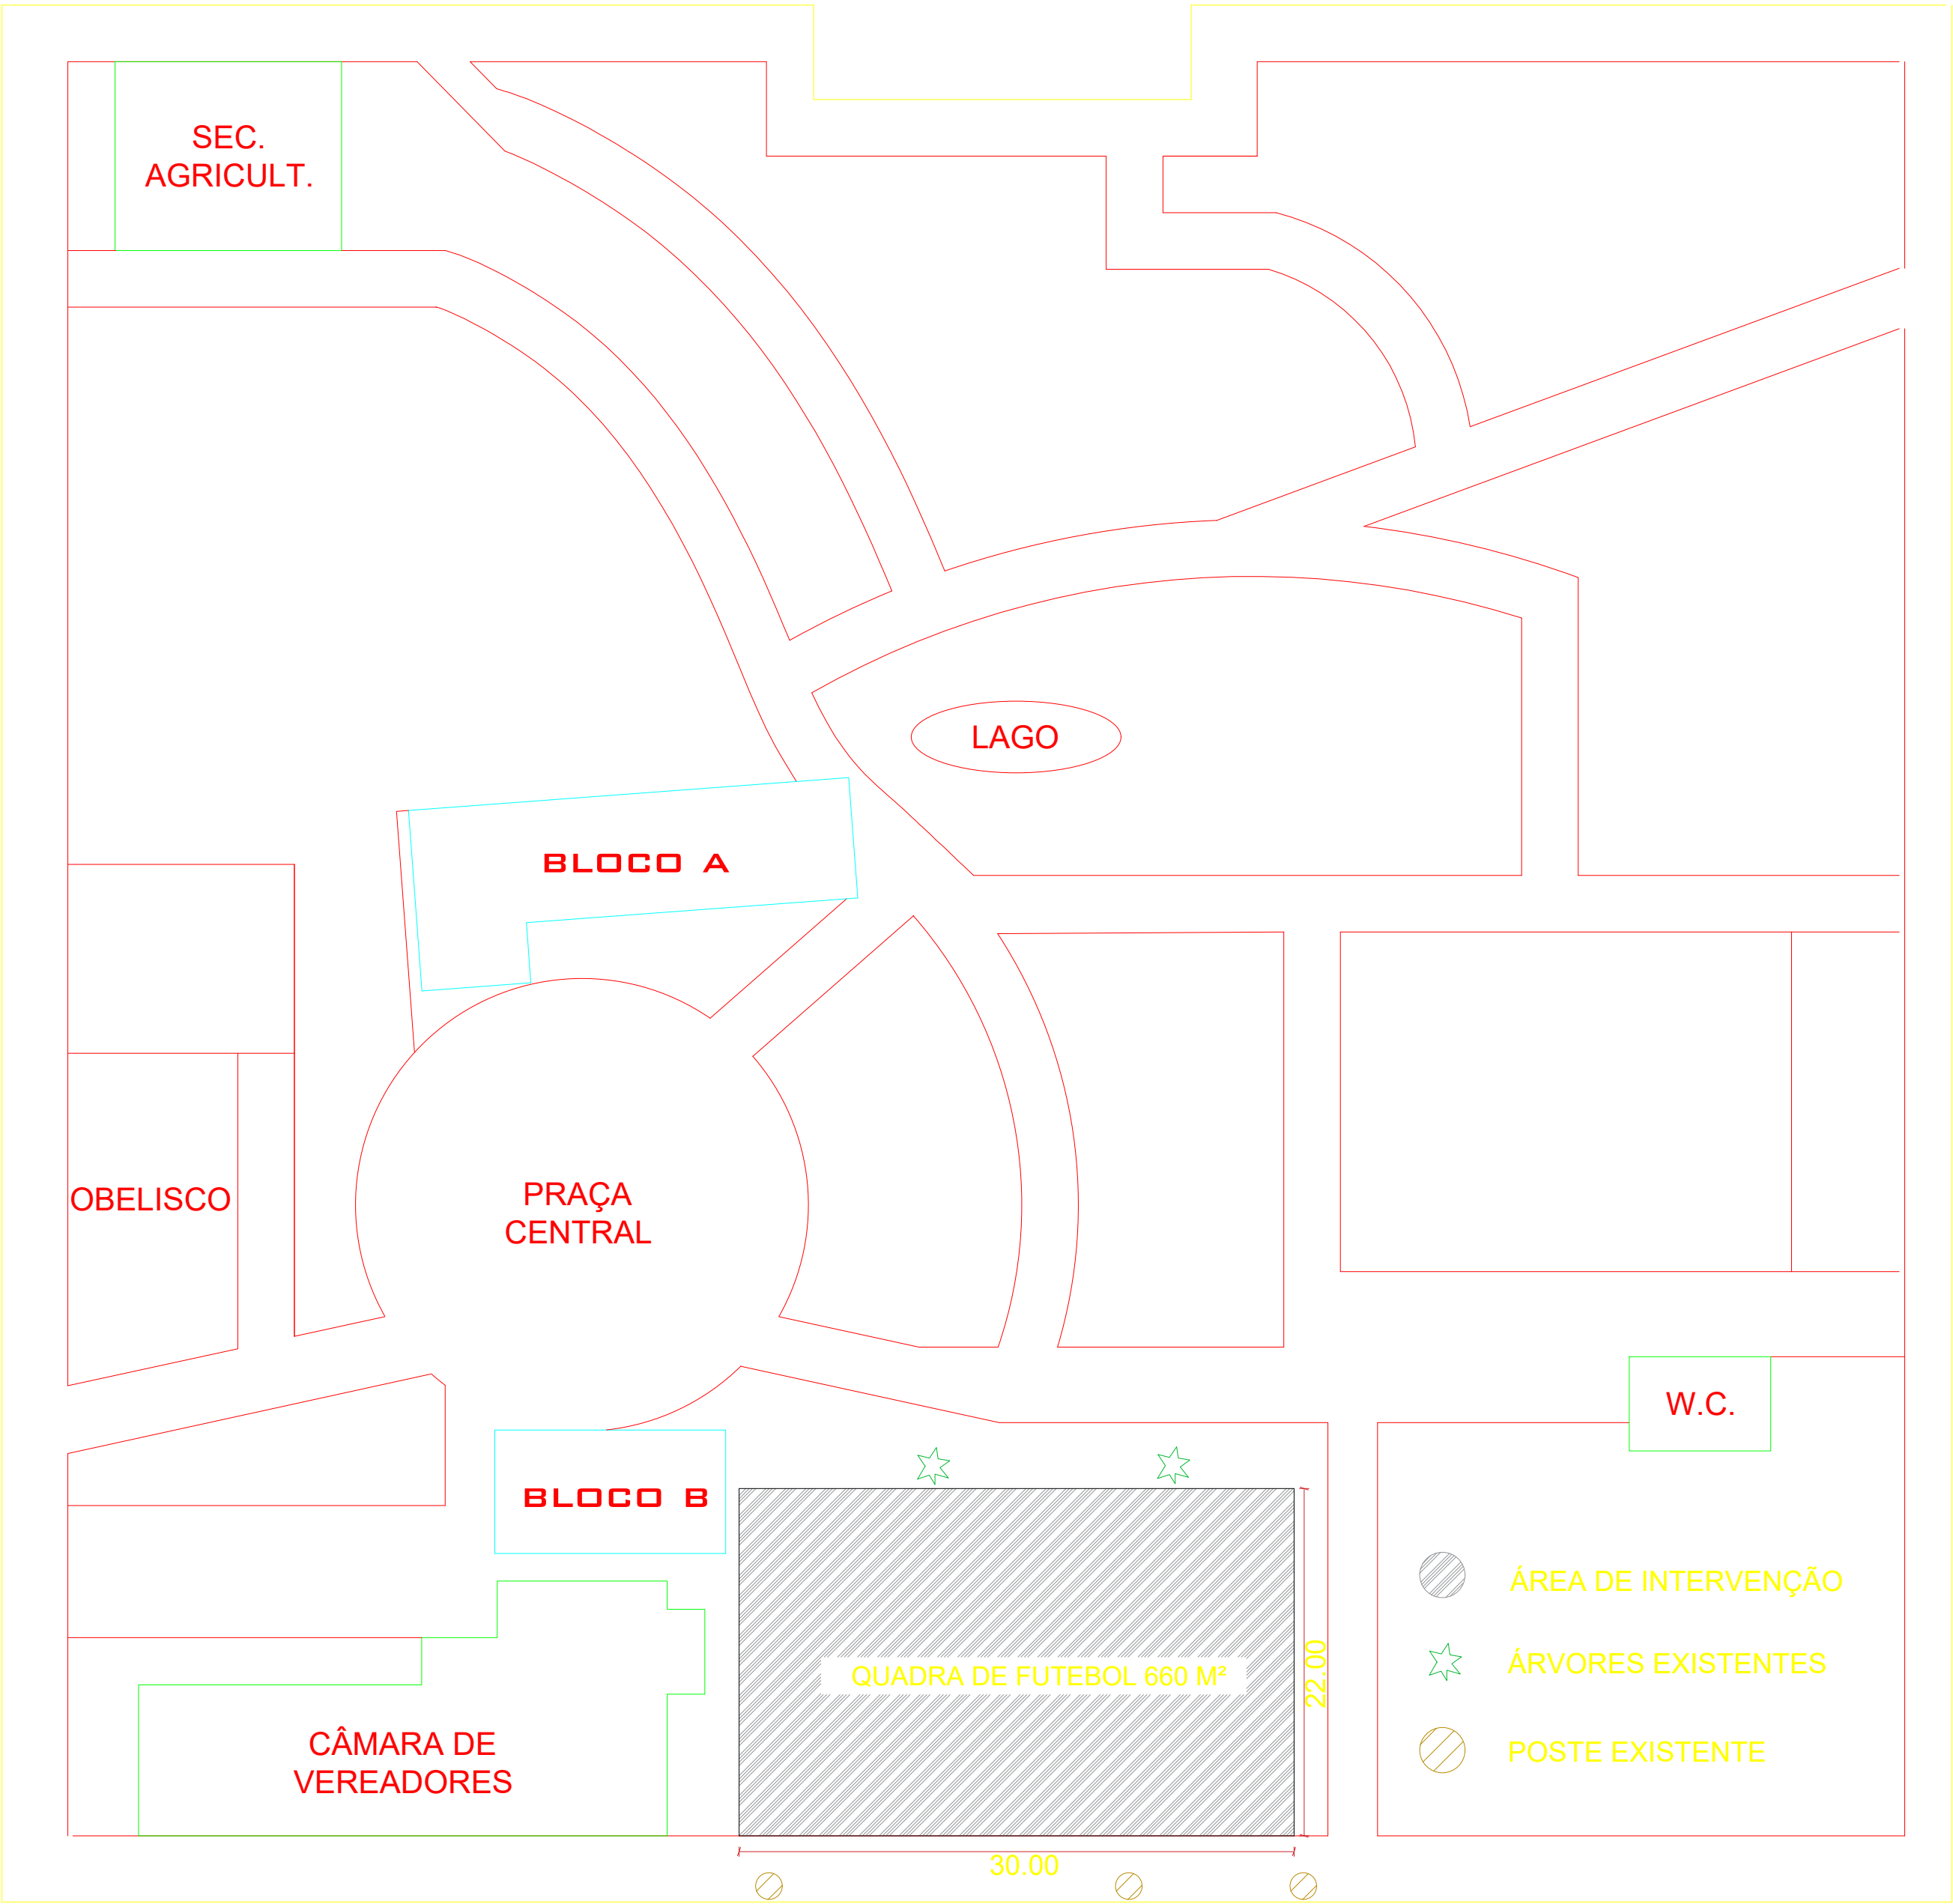 SEC.
AGRICULT.
LAGO
BLOCO A
OBELISCO
PRAÇA
CENTRAL
W.C.
BLOCO B
ÁREA DE INTERVENÇÃO
ÁRVORES EXISTENTES
QUADRA DE FUTEBOL 660 M²
22.00
CÂMARA DE
VEREADORES
POSTE EXISTENTE
30.00